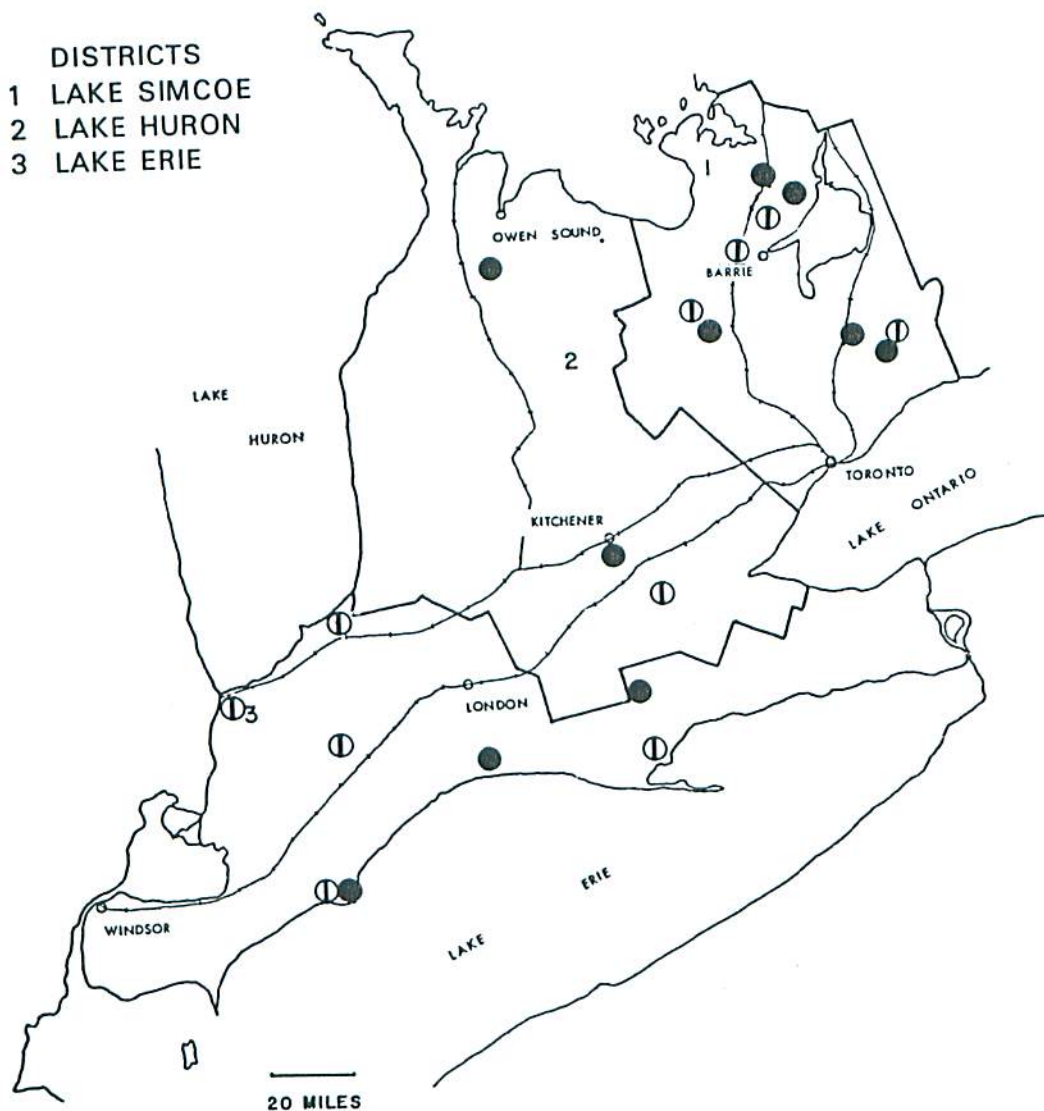 DISTRICTS
1 LAKE SIMCOE
2 LAKE HURON
3 LAKE ERIE
1
OWEN SOUND
BARRIE
2
LAKE
HURON
TORONTO
LAKE ONTARIO
KITCHENER
LONDON
3
ERIE
LAKE
WINDSOR
20 MILES